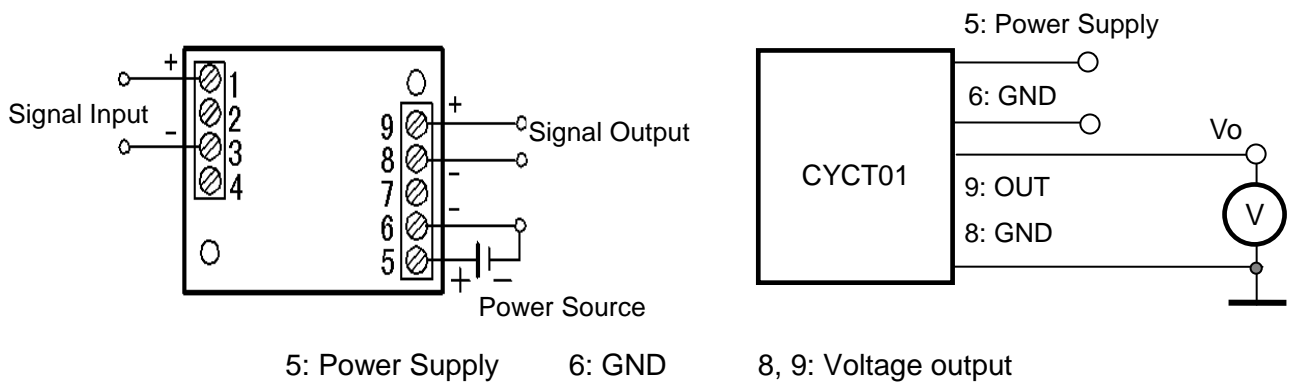 +
Signal Input
-
1
2
3
4
9
8
7
6
5
+
Signal Output
-
-
+ -
Power Source
CYCT01
5: Power Supply
6: GND
Vo
9: OUT
V
8: GND
5: Power Supply 6: GND 8, 9: Voltage output